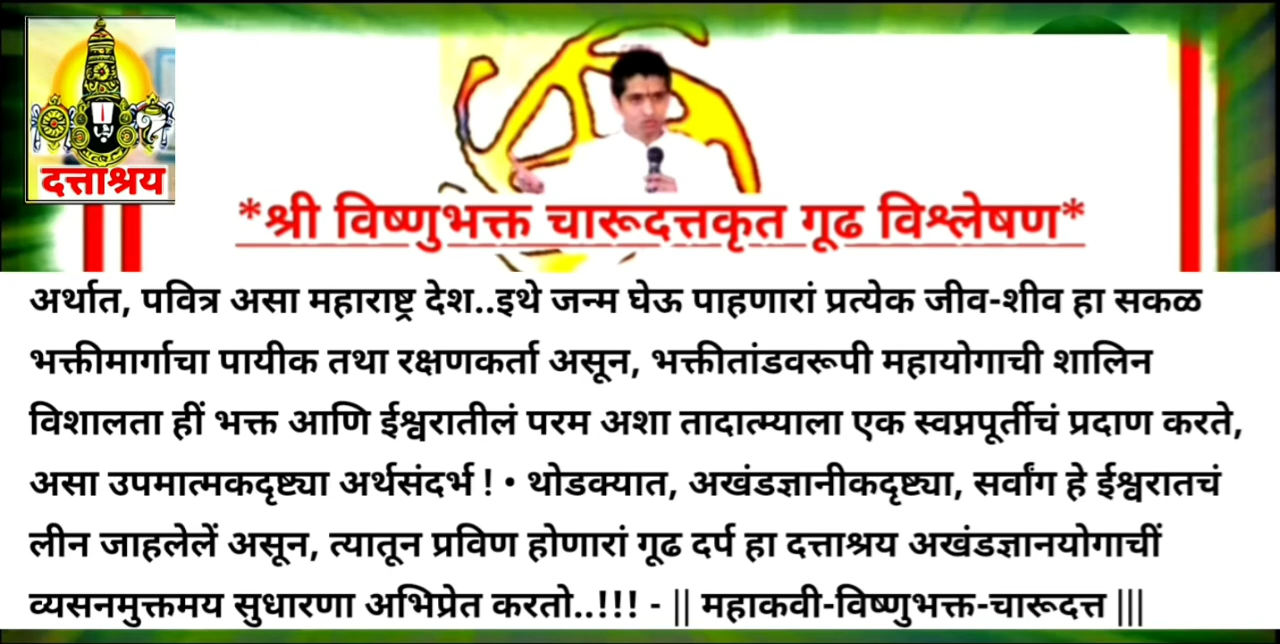 दत्ताश्रय
*श्री विष्णुभक्त चारूदत्तकृत गूढ विश्लेषण*
अर्थात, पवित्र असा महाराष्ट्र देश..इथे जन्म घेऊ पाहणारां प्रत्येक जीव-शीव हा सकळ
भक्तीमार्गाचा पायीक तथा रक्षणकर्ता असून, भक्तीतांडवरूपी महायोगाची शालिन
विशालता हीं भक्त आणि ईश्वरातीलं परम अशा तादात्म्याला एक स्वप्नपूर्तीचं प्रदाण करते,
असा उपमात्मकदृष्ट्या अर्थसंदर्भ ! • थोडक्यात, अखंडज्ञानीकदृष्ट्या, सर्वांग हे ईश्वरातचं
लीन जाहलेलें असून, त्यातून प्रविण होणारां गूढ दर्प हा दत्ताश्रय अखंडज्ञानयोगाचीं
व्यसनमुक्तमय सुधारणा अभिप्रेत करतो..!!! - || महाकवी-विष्णुभक्त-चारूदत्त |||